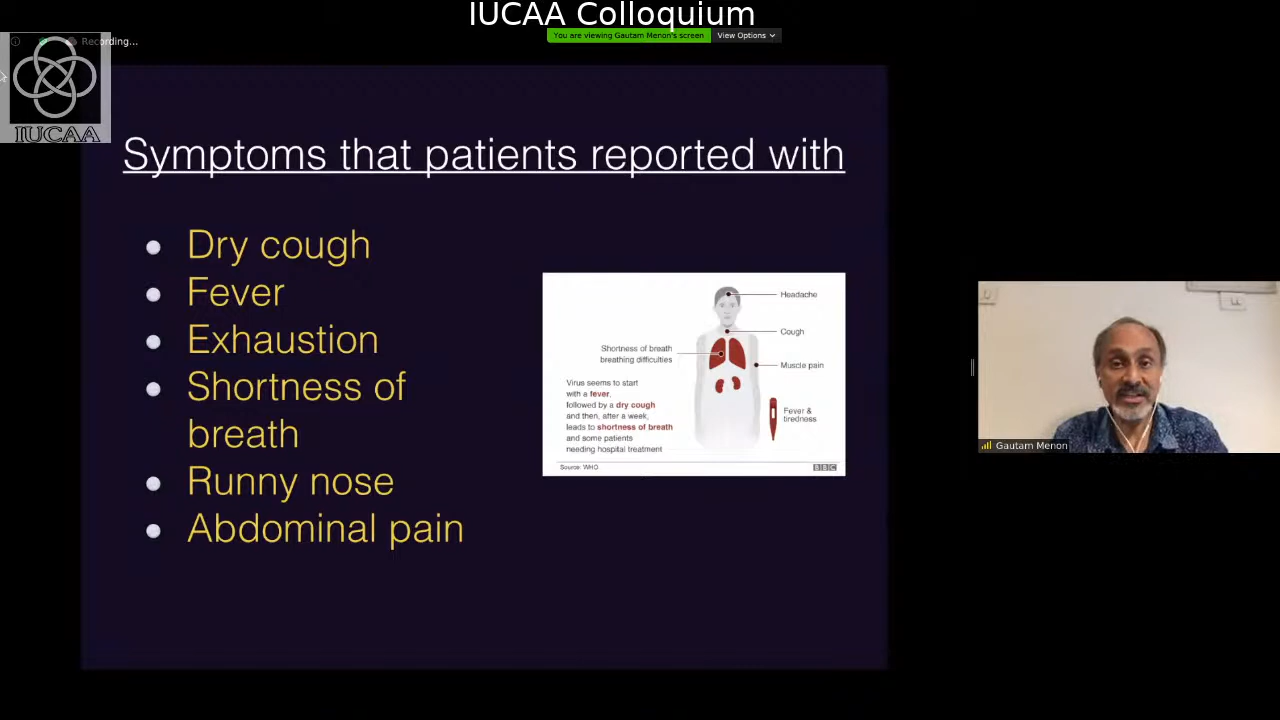 IUCAA Colloquium
Recording...
You are viewing Gautam Menon's screen
View Options
IUCAA
Symptoms that patients reported with
Dry cough
Fever
Exhaustion
Shortness of
breath
Runny nose
Abdominal pain
Headache
Cough
Shortness of breath
breathing difficulties
Muscle pain
Virus seems to start
with a fever,
followed by a dry cough
and then, after a week,
leads to shortness of breath
and some patients
needing hospital treatment
Fever &
tiredness
Source: WHO
BBC
Gautam Menon